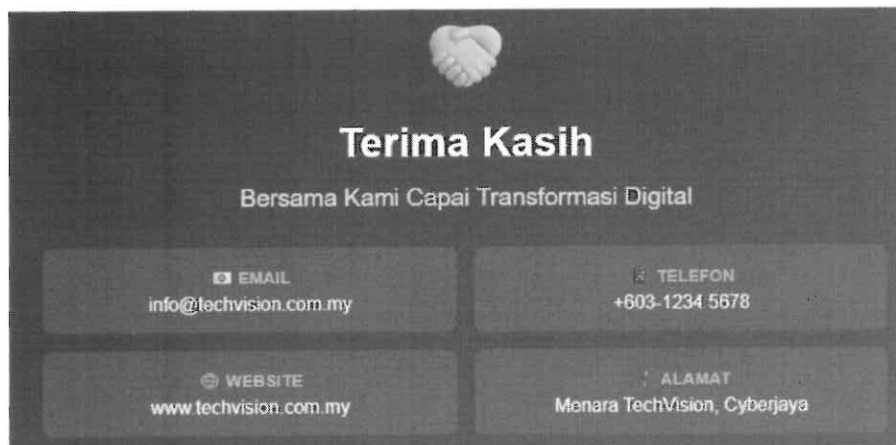 Terima Kasih
Bersama Kami Capai Transformasi Digital
EMAIL
info@techvision.com.my
TELEFON
+603-1234 5678
WEBSITE
www.techvision.com.my
ALAMAT
Menara TechVision, Cyberjaya